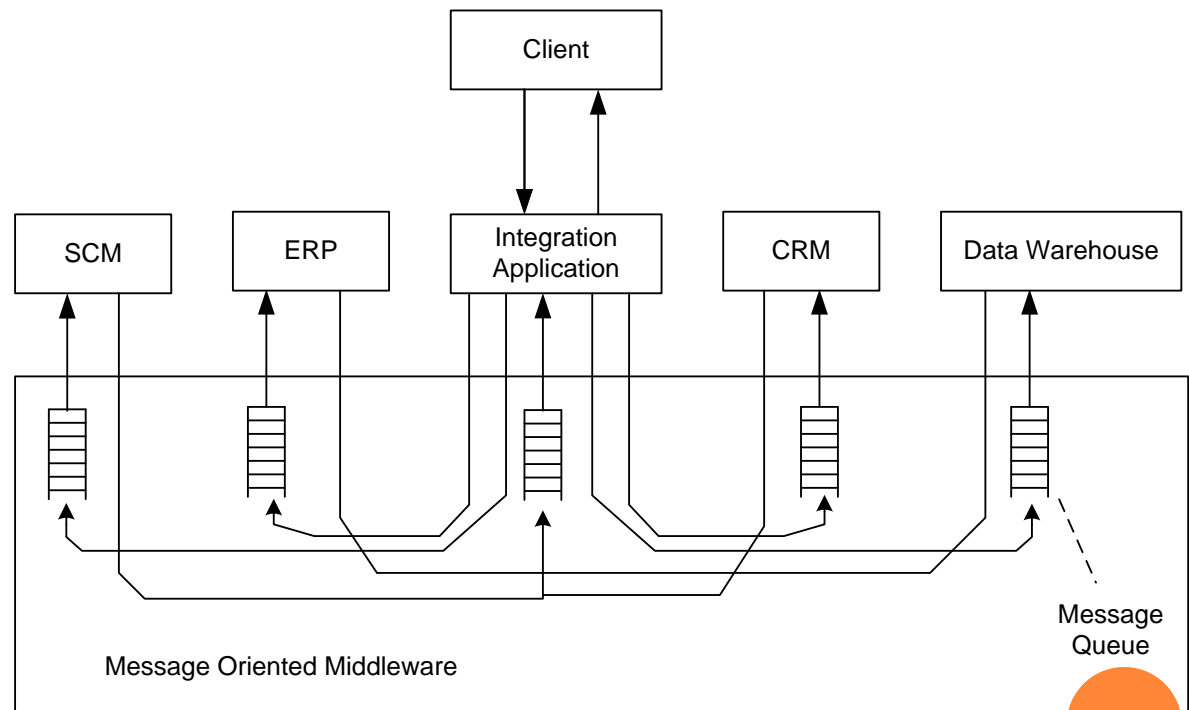 Client
SCM
ERP
Integration
Application
CRM
Data Warehouse
Message
Queue
Message Oriented Middleware